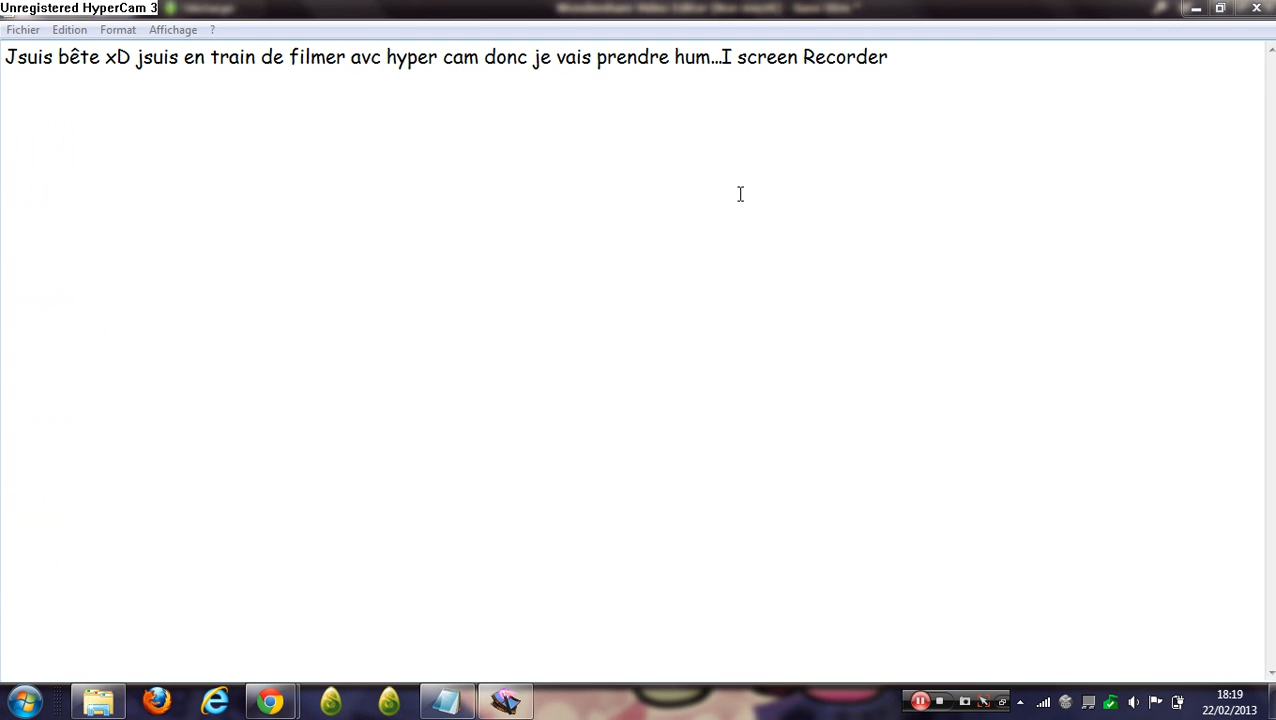 Unregistered HyperCam 3
Fichier Edition Format Affichage ?
Jsuis bête xD jsuis en train de filmer avc hyper cam donc je vais prendre hum...I screen Recorder
18:19
22/02/2013